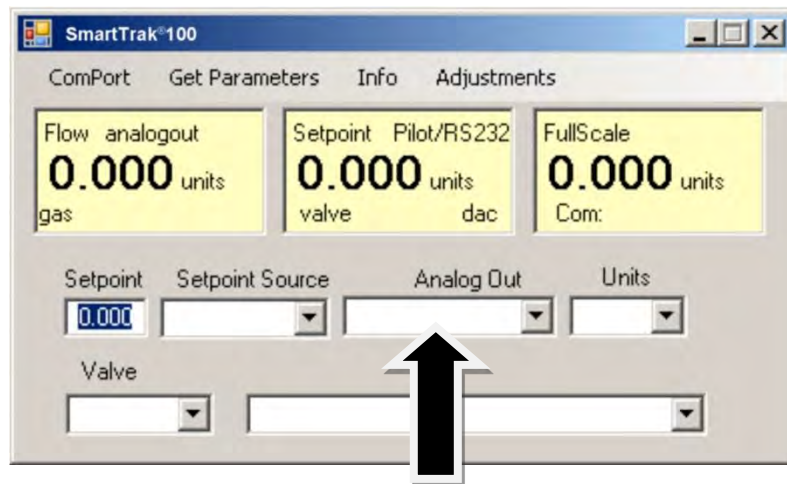 SmartTrak®100
ComPort Get Parameters Info Adjustments
Flow analogout
0.000 units
gas
Setpoint Pilot/RS232
0.000 units
valve dac
FullScale
0.000 units
Com:
Setpoint Setpoint Source Analog Out Units
0.000
Valve